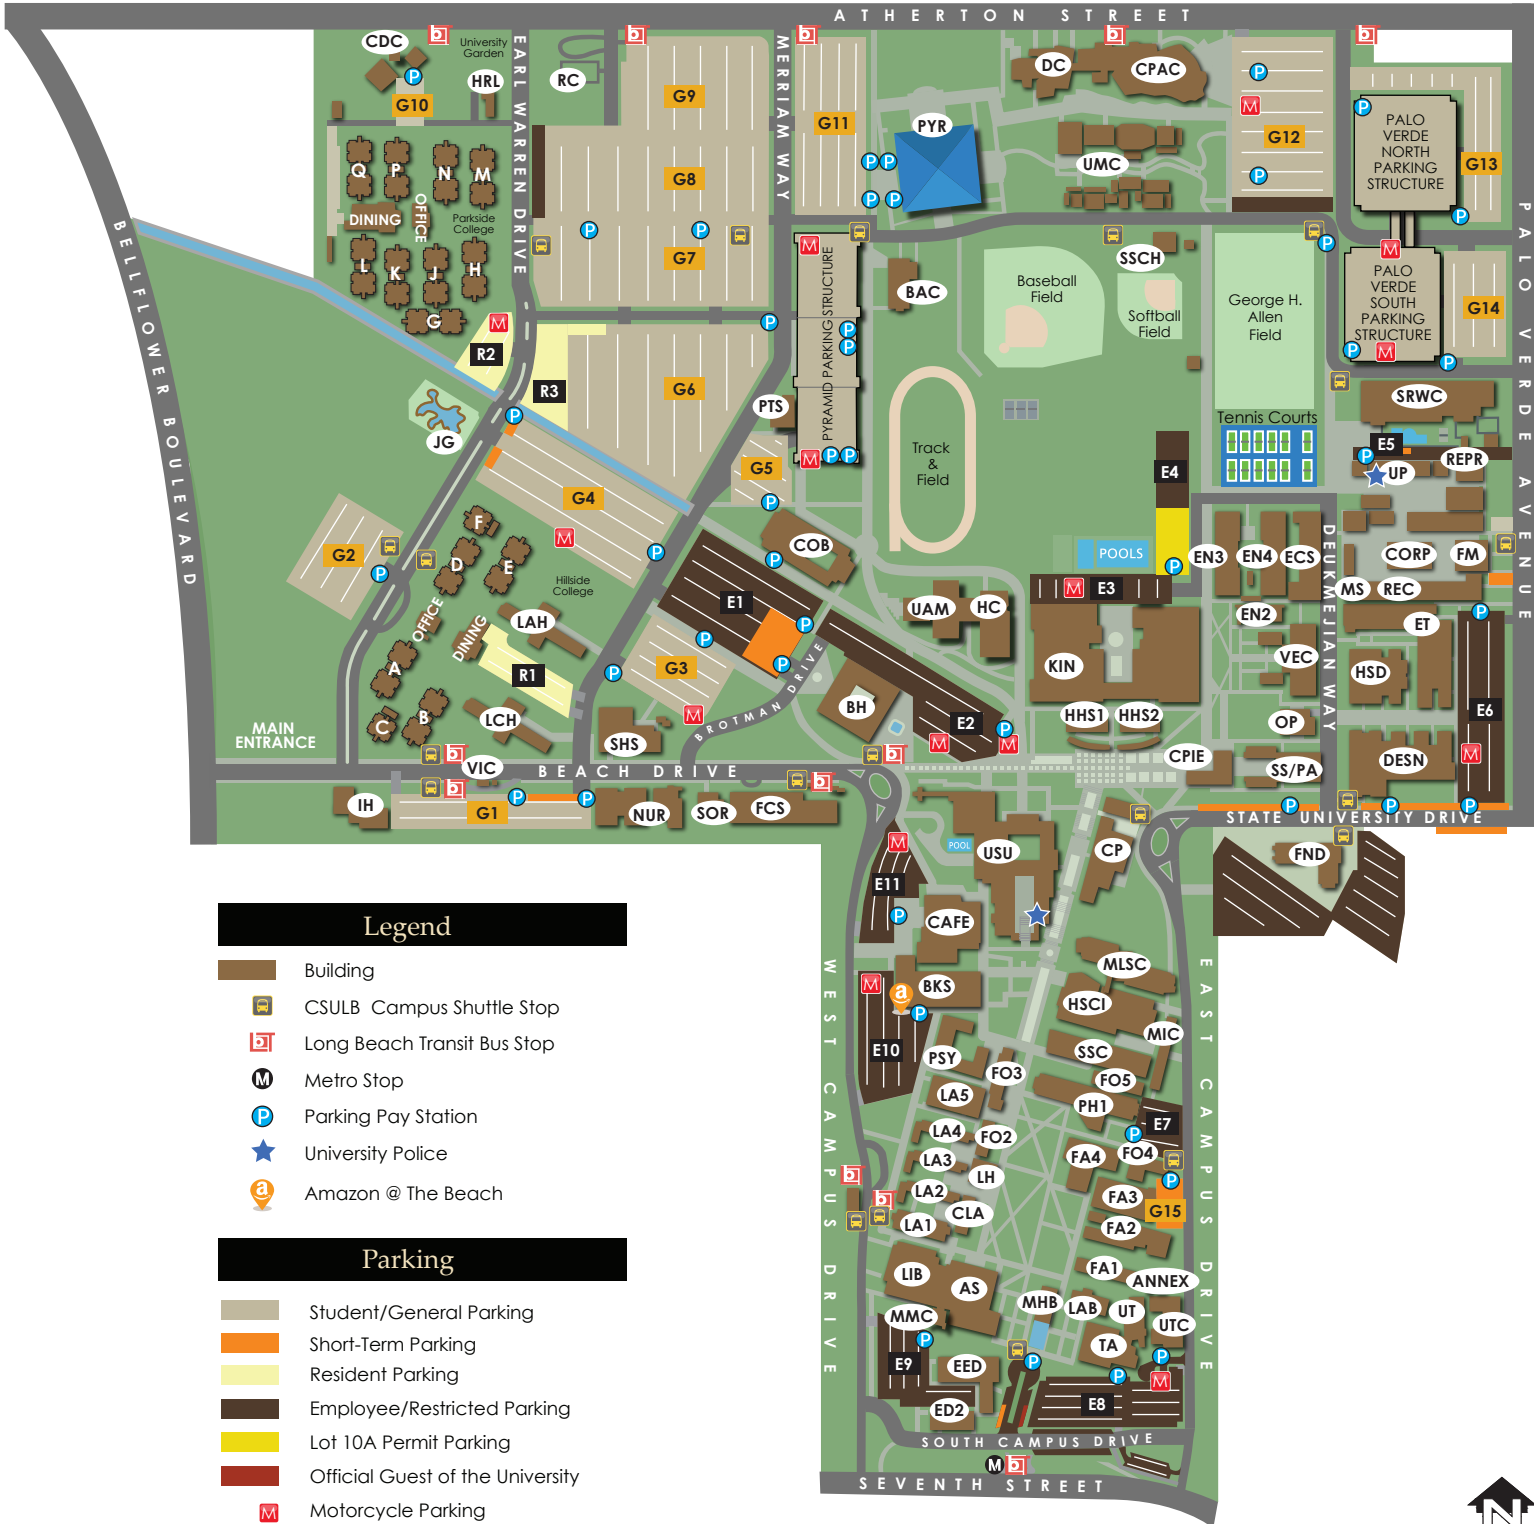 ATHERTON STREET
CDC
University
Garden
HRL
G10
EARL WARREN DRIVE
RC
G9
G8
G7
MERRIAM WAY
G11
PYR
DC
CPAC
UMC
G12
PALO
VERDE
NORTH
PARKING
STRUCTURE
G13
PALO VERDE AVENUE
Q
P
N
M
OFFICE
DINING
Parkside
College
L
K
J
H
G
BELLFLOWER BOULEVARD
R2
R3
G6
JG
PYRAMID PARKING STRUCTURE
BAC
PTS
Baseball
Field
SSCH
Softball
Field
George H.
Allen
Field
PALO
VERDE
SOUTH
PARKING
STRUCTURE
G14
SRWC
Tennis Courts
E5
REPR
UP
Track
&
Field
E4
G5
G4
G2
F
D
E
Hillside
College
COB
POOLS
EN3
EN4
ECS
DEUKMEJIAN WAY
CORP
FM
MS
REC
E1
UAM
HC
E3
EN2
ET
OFFICE
DINING
LAH
R1
A
G3
BROTMAN DRIVE
KIN
VEC
HSD
BH
E2
HHS1
HHS2
OP
E6
C
B
LCH
SHS
MAIN
ENTRANCE
VIC
BEACH DRIVE
CPIE
SS/PA
DESN
IH
G1
NUR
SOR
FCS
STATE UNIVERSITY DRIVE
POOL
USU
CP
FND
E11
CAFE
WEST CAMPUS DRIVE
EAST CAMPUS DRIVE
MLSC
BKS
HSCI
MIC
E10
PSY
FO3
SSC
LA5
FO5
PH1
E7
LA4
FO2
LA3
LH
FA4
FO4
LA2
FA3
G15
LA1
CLA
FA2
LIB
AS
FA1
ANNEX
MHB
LAB
UT
MMC
UTC
TA
E9
EED
ED2
E8
SOUTH CAMPUS DRIVE
SEVENTH STREET
Legend
Building
CSULB Campus Shuttle Stop
Long Beach Transit Bus Stop
M Metro Stop
P Parking Pay Station
University Police
a Amazon @ The Beach
Parking
Student/General Parking
Short-Term Parking
Resident Parking
Employee/Restricted Parking
Lot 10A Permit Parking
Official Guest of the University
M Motorcycle Parking
N